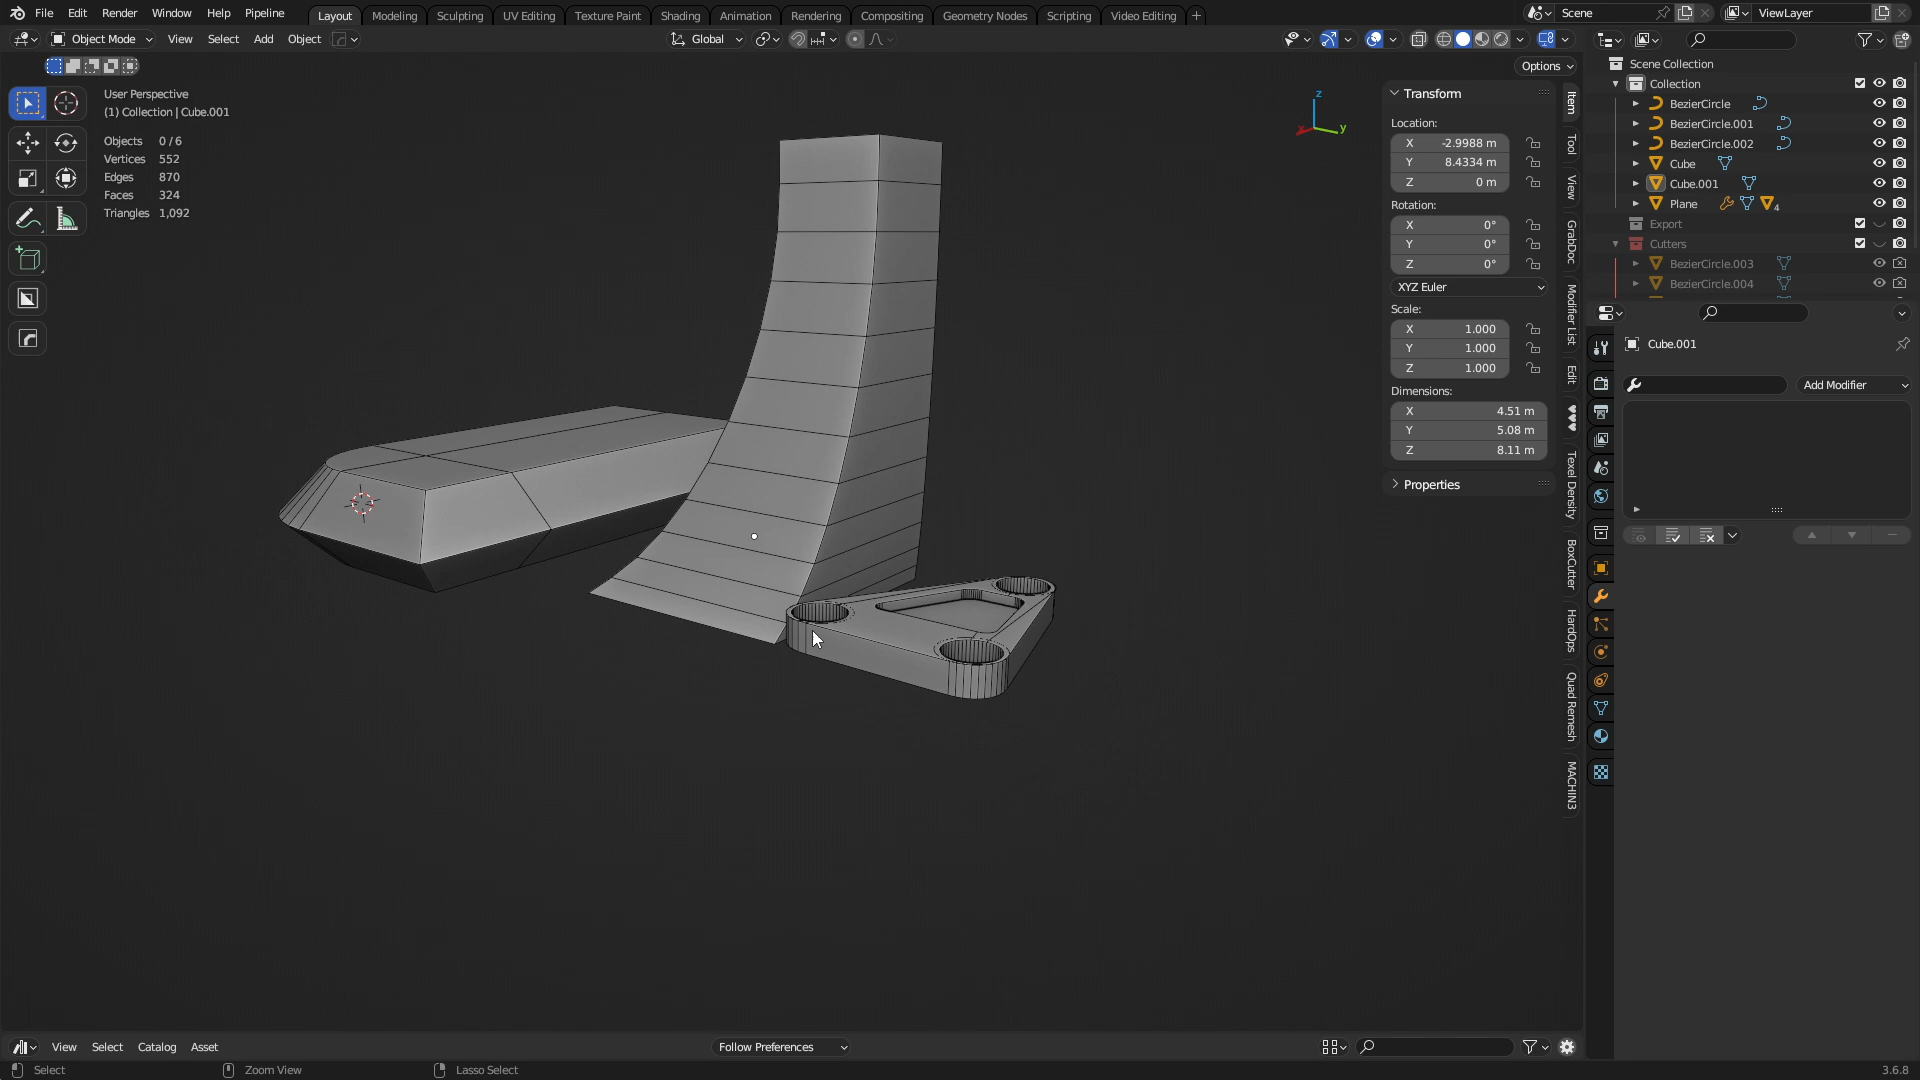 File Edit Render Window Help Pipeline Layout Modeling Sculpting UV Editing Texture Paint Shading Animation Rendering Compositing Geometry Nodes Scripting Video Editing + Scene ViewLayer
Object Mode View Select Add Object Global
Options
User Perspective
(1) Collection | Cube.001
Objects 0/6
Vertices 552
Edges 870
Faces 324
Triangles 1,092
z
x
y
Transform
Location:
X -2.9988 m
Y 8.4334 m
Z 0 m
Rotation:
X 0°
Y 0°
Z 0°
XYZ Euler
Scale:
X 1.000
Y 1.000
Z 1.000
Dimensions:
X 4.51 m
Y 5.08 m
Z 8.11 m
Properties
Item
Tool
View
GrabDoc
Modifier List
Edit
♥♥♥
Texel Density
BoxCutter
HardOps
Quad Remesh
MACHIN3
Scene Collection
Collection
BezierCircle
BezierCircle.001
BezierCircle.002
Cube
Cube.001
Plane 4
Export
Cutters
BezierCircle.003
BezierCircle.004
Cube.001
Add Modifier
View Select Catalog Asset Follow Preferences
Select Zoom View Lasso Select 3.6.8